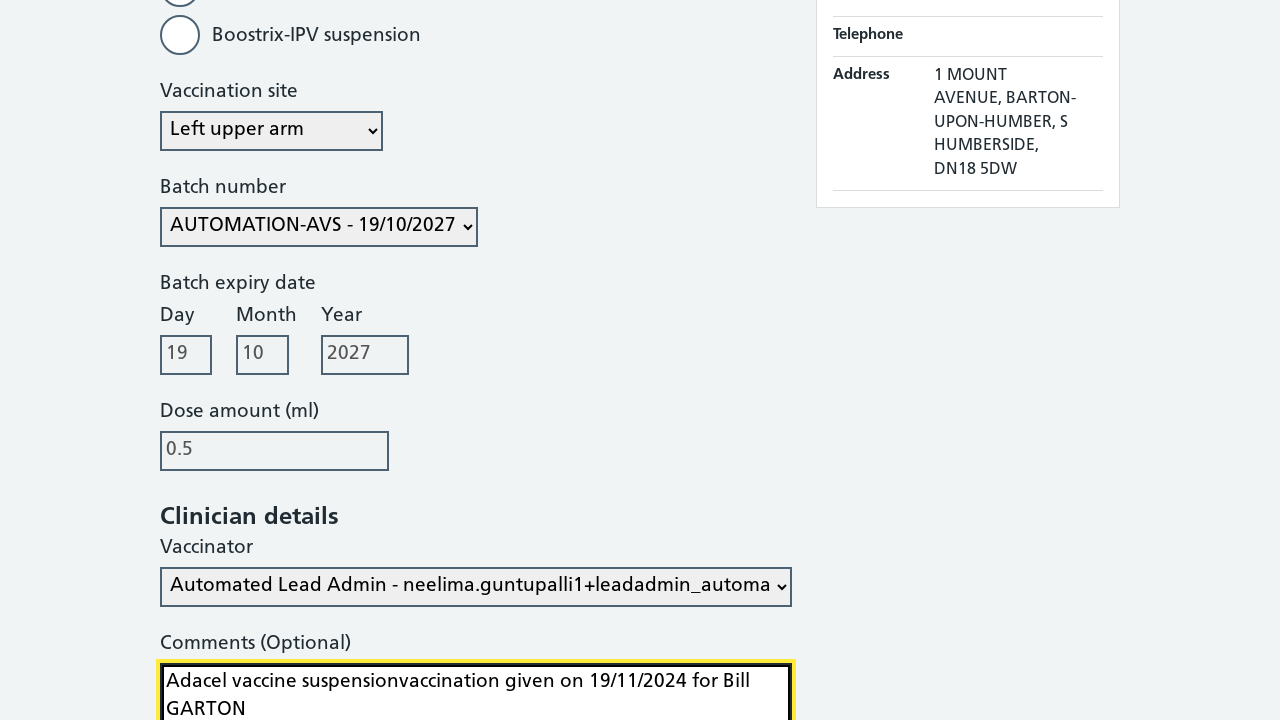 Boostrix-IPV suspension
Vaccination site
Left upper arm
Batch number
AUTOMATION-AVS - 19/10/2027
Batch expiry date
Day Month Year
19 10 2027
Dose amount (ml)
0.5
Clinician details
Vaccinator
Automated Lead Admin - neelima.guntupalli1+leadadmin_automa
Comments (Optional)
Adacel vaccine suspensionvaccination given on 19/11/2024 for Bill
GARTON
Telephone
Address 1 MOUNT
AVENUE, BARTON-
UPON-HUMBER, S
HUMBERSIDE,
DN18 5DW